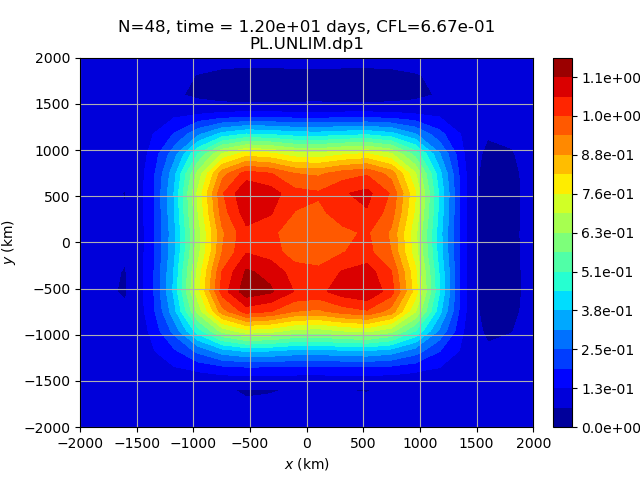 N=48, time = 1.20e+01 days, CFL=6.67e-01
PL.UNLIM.dp1
2000
1500
1000
500
0
−500
−1000
−1500
−2000
y (km)
−2000 −1500 −1000 −500 0 500 1000 1500 2000
x (km)
1.1e+00
1.0e+00
8.8e-01
7.6e-01
6.3e-01
5.1e-01
3.8e-01
2.5e-01
1.3e-01
0.0e+00